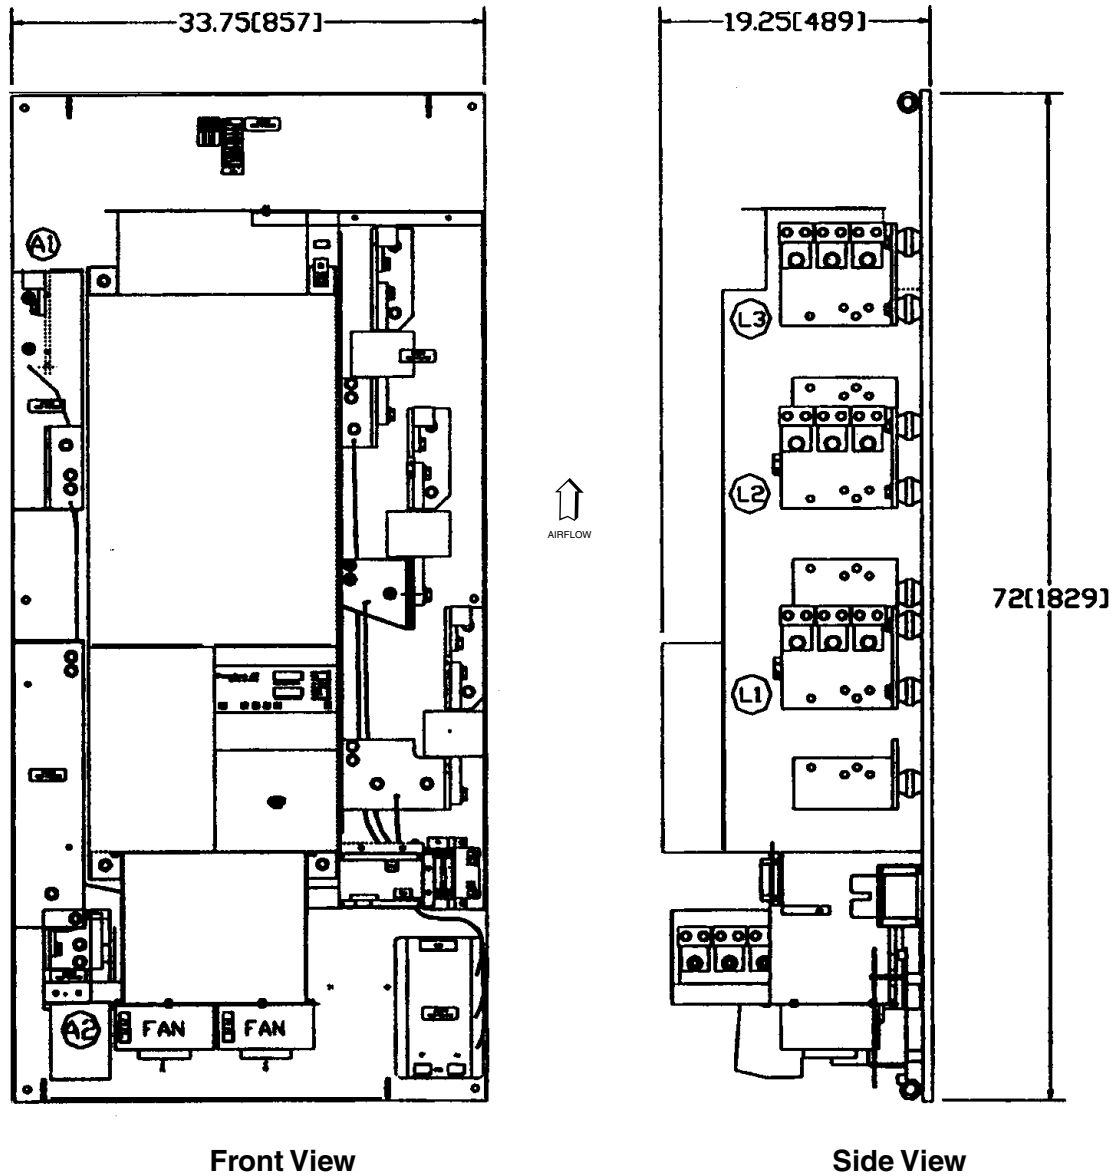 33.75[857]
19.25[489]
A1
L3
L2
AIRFLOW
72[1829]
L1
A2
FAN
FAN
Front View
Side View